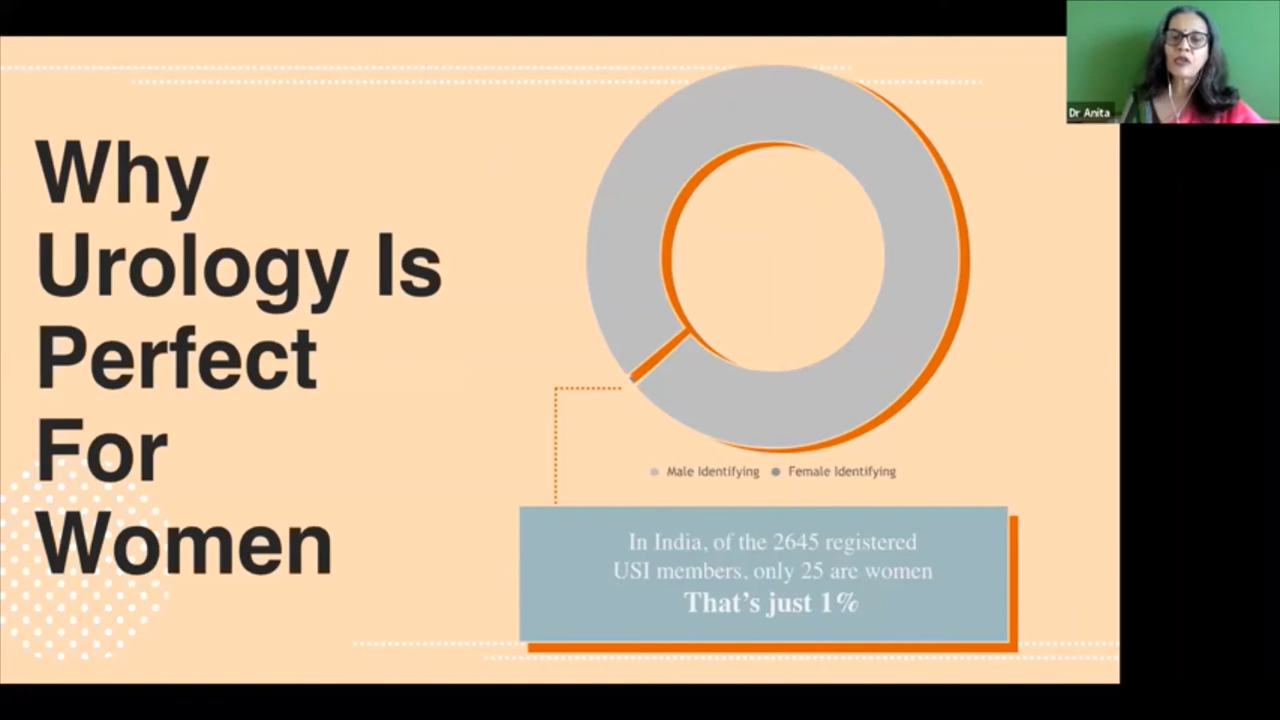 Why
Urology Is
Perfect
For
Women
Male Identifying Female Identifying
In India, of the 2645 registered
USI members, only 25 are women
That's just 1%
Dr Anita